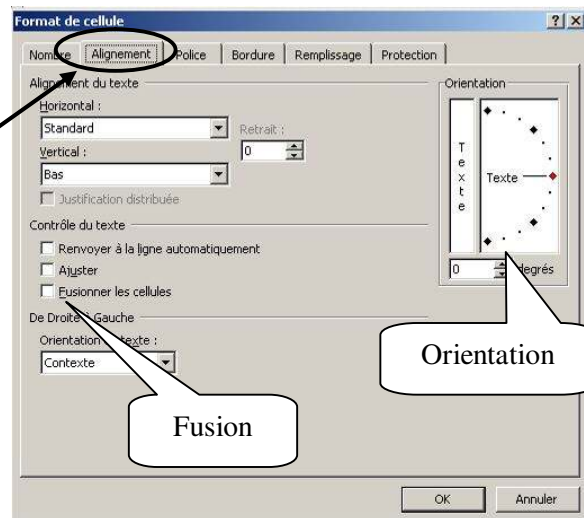 Format de cellule
Nombre Alignement Police Bordure Remplissage Protection
Alignement du texte
Horizontal :
Standard
Retrait :
0
Vertical :
Bas
Justification distribuée
Contrôle du texte
Renvoyer à la ligne automatiquement
Ajuster
Fusionner les cellules
De Droite à Gauche
Orientation texte :
Contexte
Orientation
Texte
Texte
0 degrés
Orientation
Fusion
OK Annuler